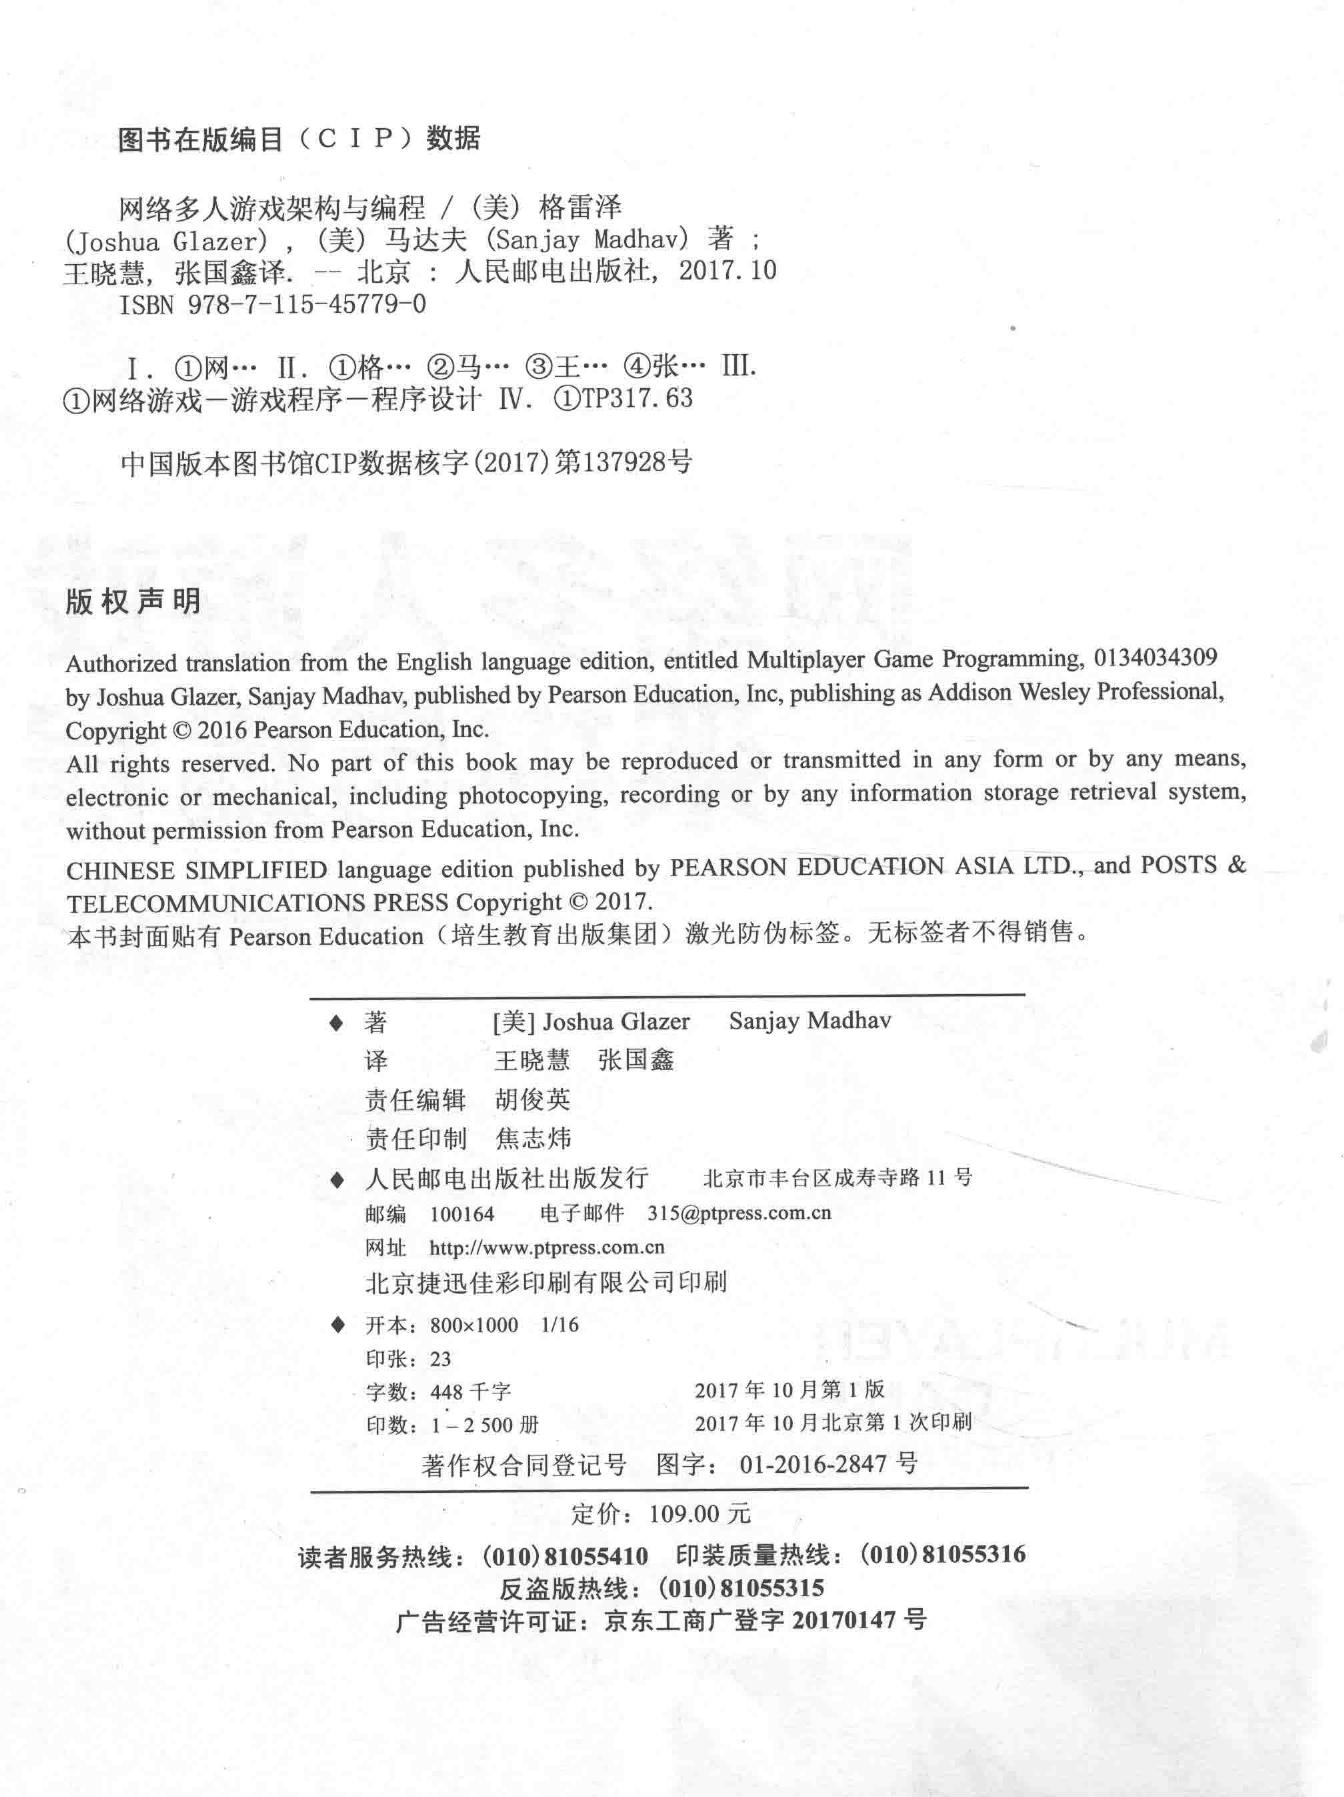 图书在版编目（CIP）数据
网络多人游戏架构与编程 / （美）格雷泽
(Joshua Glazer)，（美）马达夫 (Sanjay Madhav) 著；
王晓慧, 张国鑫译. -- 北京 : 人民邮电出版社, 2017.10
ISBN 978-7-115-45779-0
Ⅰ. ①网… Ⅱ. ①格… ②马… ③王… ④张… Ⅲ.
①网络游戏－游戏程序－程序设计 Ⅳ. ①TP317.63
中国版本图书馆CIP数据核字(2017)第137928号
版权声明
Authorized translation from the English language edition, entitled Multiplayer Game Programming, 0134034309
by Joshua Glazer, Sanjay Madhav, published by Pearson Education, Inc, publishing as Addison Wesley Professional,
Copyright © 2016 Pearson Education, Inc.
All rights reserved. No part of this book may be reproduced or transmitted in any form or by any means,
electronic or mechanical, including photocopying, recording or by any information storage retrieval system,
without permission from Pearson Education, Inc.
CHINESE SIMPLIFIED language edition published by PEARSON EDUCATION ASIA LTD., and POSTS &
TELECOMMUNICATIONS PRESS Copyright © 2017.
本书封面贴有 Pearson Education（培生教育出版集团）激光防伪标签。无标签者不得销售。
◆ 著 [美] Joshua Glazer Sanjay Madhav
译 王晓慧 张国鑫
责任编辑 胡俊英
责任印制 焦志炜
◆ 人民邮电出版社出版发行 北京市丰台区成寿寺路 11 号
邮编 100164 电子邮件 315@ptpress.com.cn
网址 http://www.ptpress.com.cn
北京捷迅佳彩印刷有限公司印刷
◆ 开本：800×1000 1/16
印张：23
字数：448 千字 2017 年 10 月第 1 版
印数：1－2 500 册 2017 年 10 月北京第 1 次印刷
著作权合同登记号 图字： 01-2016-2847 号
定价：109.00 元
读者服务热线：(010)81055410 印装质量热线：(010)81055316
反盗版热线：(010)81055315
广告经营许可证：京东工商广登字 20170147 号